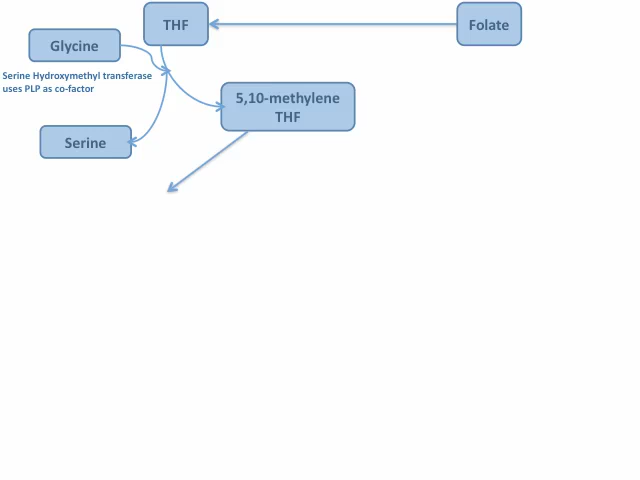 THF
Folate
Glycine
Serine Hydroxymethyl transferase
uses PLP as co-factor
5,10-methylene
THF
Serine